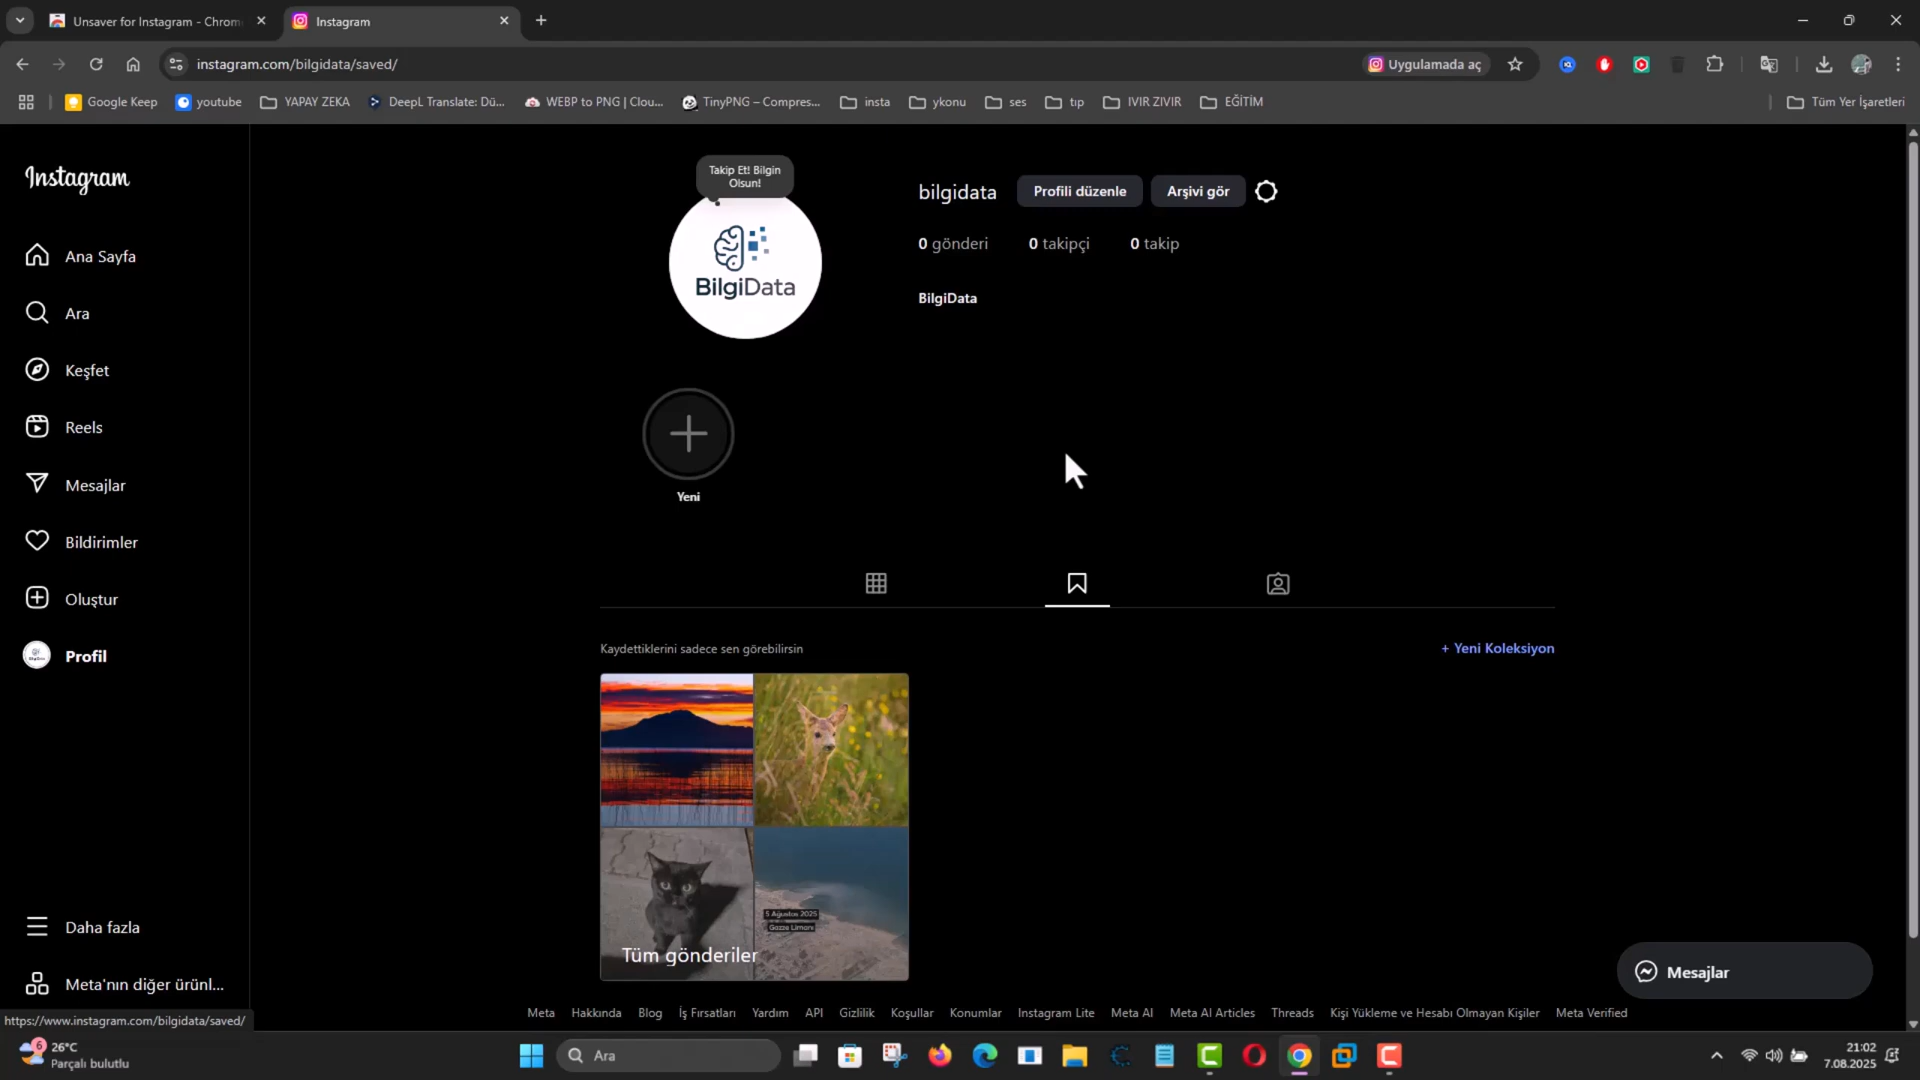 Unsaver for Instagram - Chrom
Instagram
instagram.com/bilgidata/saved/
Uygulamada aç
Google Keep
youtube
YAPAY ZEKA
DeepL Translate: Dü...
WEBP to PNG | Clou...
TinyPNG – Compres...
insta
ykonu
ses
tıp
IVIR ZIVIR
EĞİTİM
Tüm Yer İşaretleri
Instagram
Ana Sayfa
Ara
Keşfet
Reels
Mesajlar
Bildirimler
Oluştur
Profil
Daha fazla
Meta'nın diğer ürünl...
https://www.instagram.com/bilgidata/saved/
Takip Et! Bilgin
Olsun!
BilgiData
bilgidata
Profili düzenle
Arşivi gör
0 gönderi
0 takipçi
0 takip
BilgiData
Yeni
Kaydettiklerini sadece sen görebilirsin
+ Yeni Koleksiyon
5 Ağustos 2025
Gazze Limanı
Tüm gönderiler
Mesajlar
Meta
Hakkında
Blog
İş Fırsatları
Yardım
API
Gizlilik
Koşullar
Konumlar
Instagram Lite
Meta AI
Meta AI Articles
Threads
Kişi Yükleme ve Hesabı Olmayan Kişiler
Meta Verified
6
26°C
Parçalı bulutlu
Ara
21:02
7.08.2025